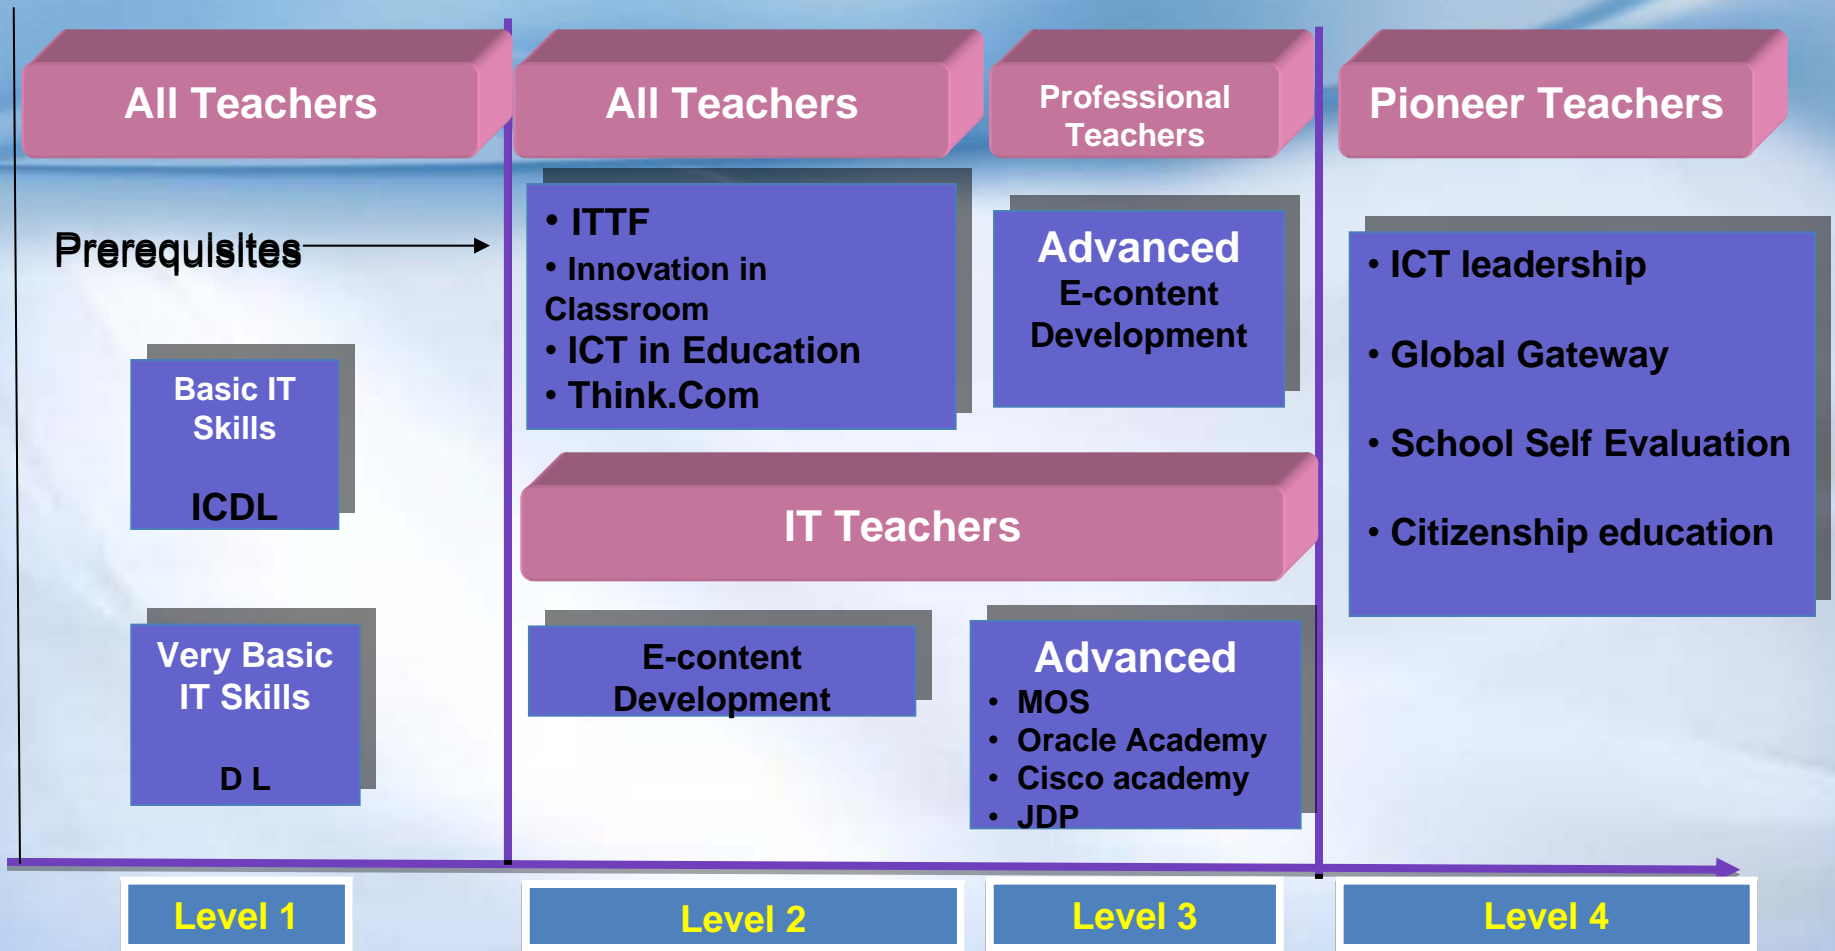 All Teachers
All Teachers
Professional
Teachers
Pioneer Teachers
Prerequisites
Basic IT
Skills
ICDL
Very Basic
IT Skills
D L
• ITTF
• Innovation in
Classroom
• ICT in Education
• Think.Com
Advanced
E-content
Development
IT Teachers
E-content
Development
Advanced
• MOS
• Oracle Academy
• Cisco academy
• JDP
• ICT leadership
• Global Gateway
• School Self Evaluation
• Citizenship education
Level 1
Level 2
Level 3
Level 4